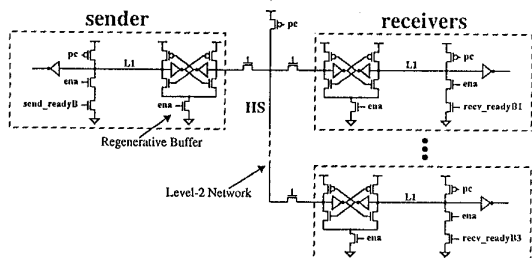 sender
receivers
pc
pc
pc
L1
L1
ena
ena
send_readyB
ena
HS
ena
recv_readyB1
Regenerative Buffer
Level-2 Network
pc
L1
ena
ena
recv_readyB3